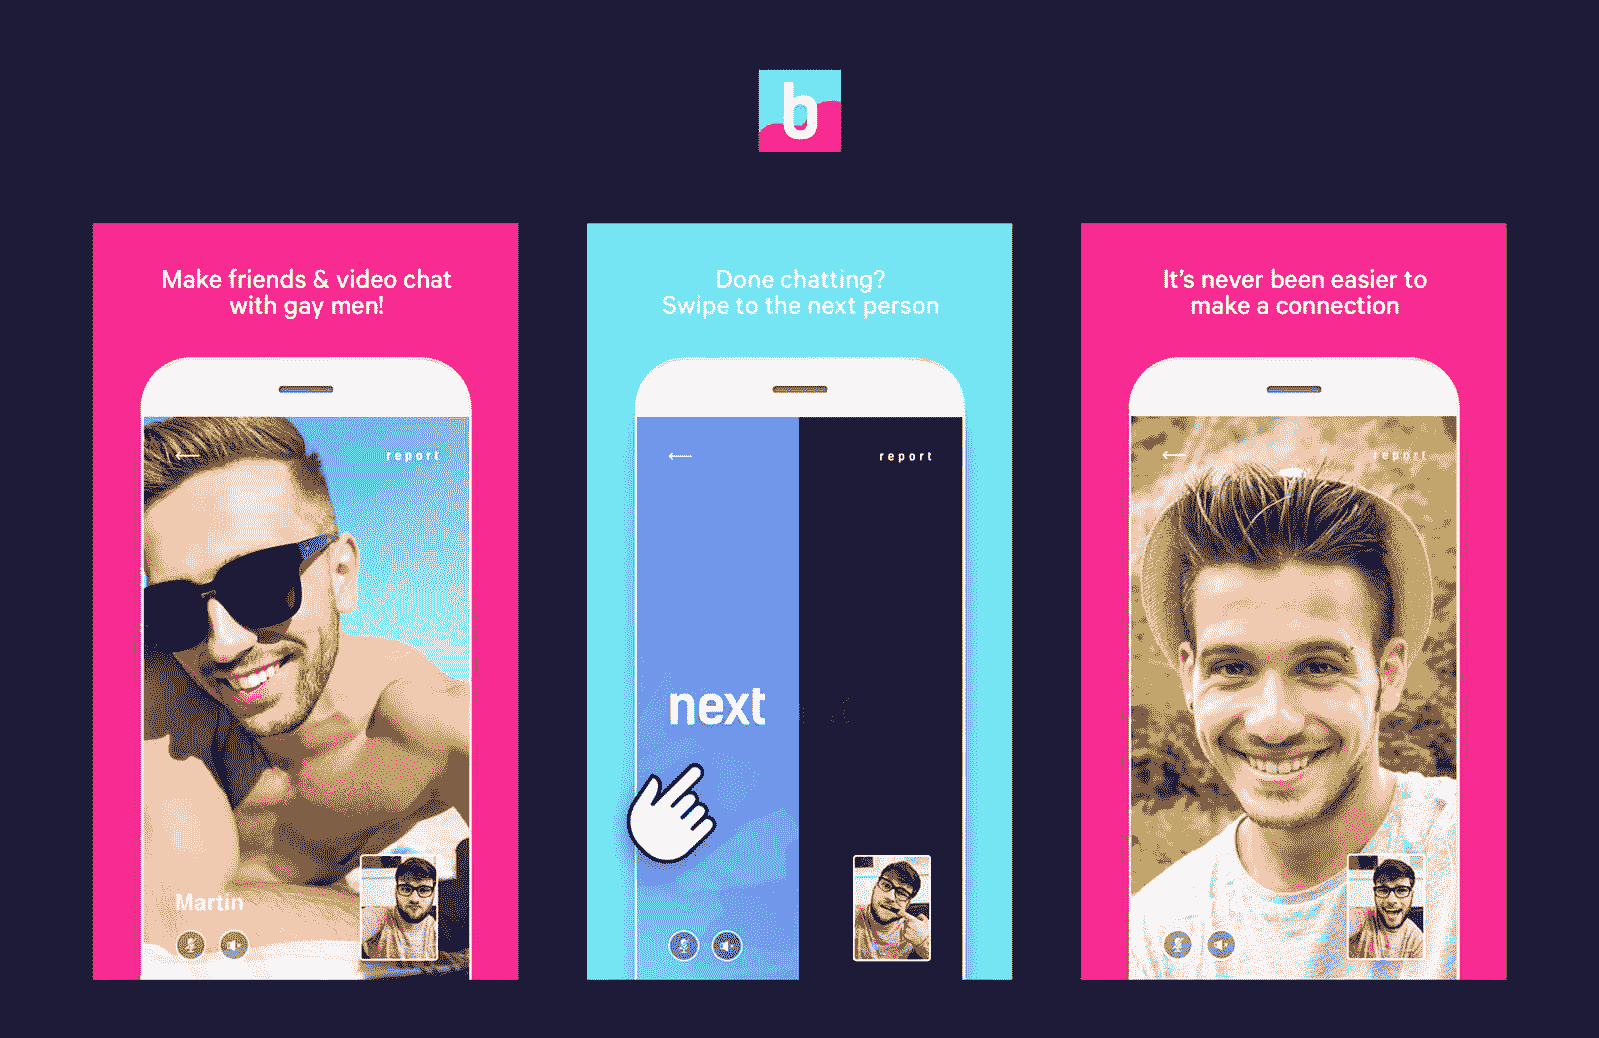 b
Make friends & video chat
with gay men!
report
Martin
Done chatting?
Swipe to the next person
report
next
It's never been easier to
make a connection
report